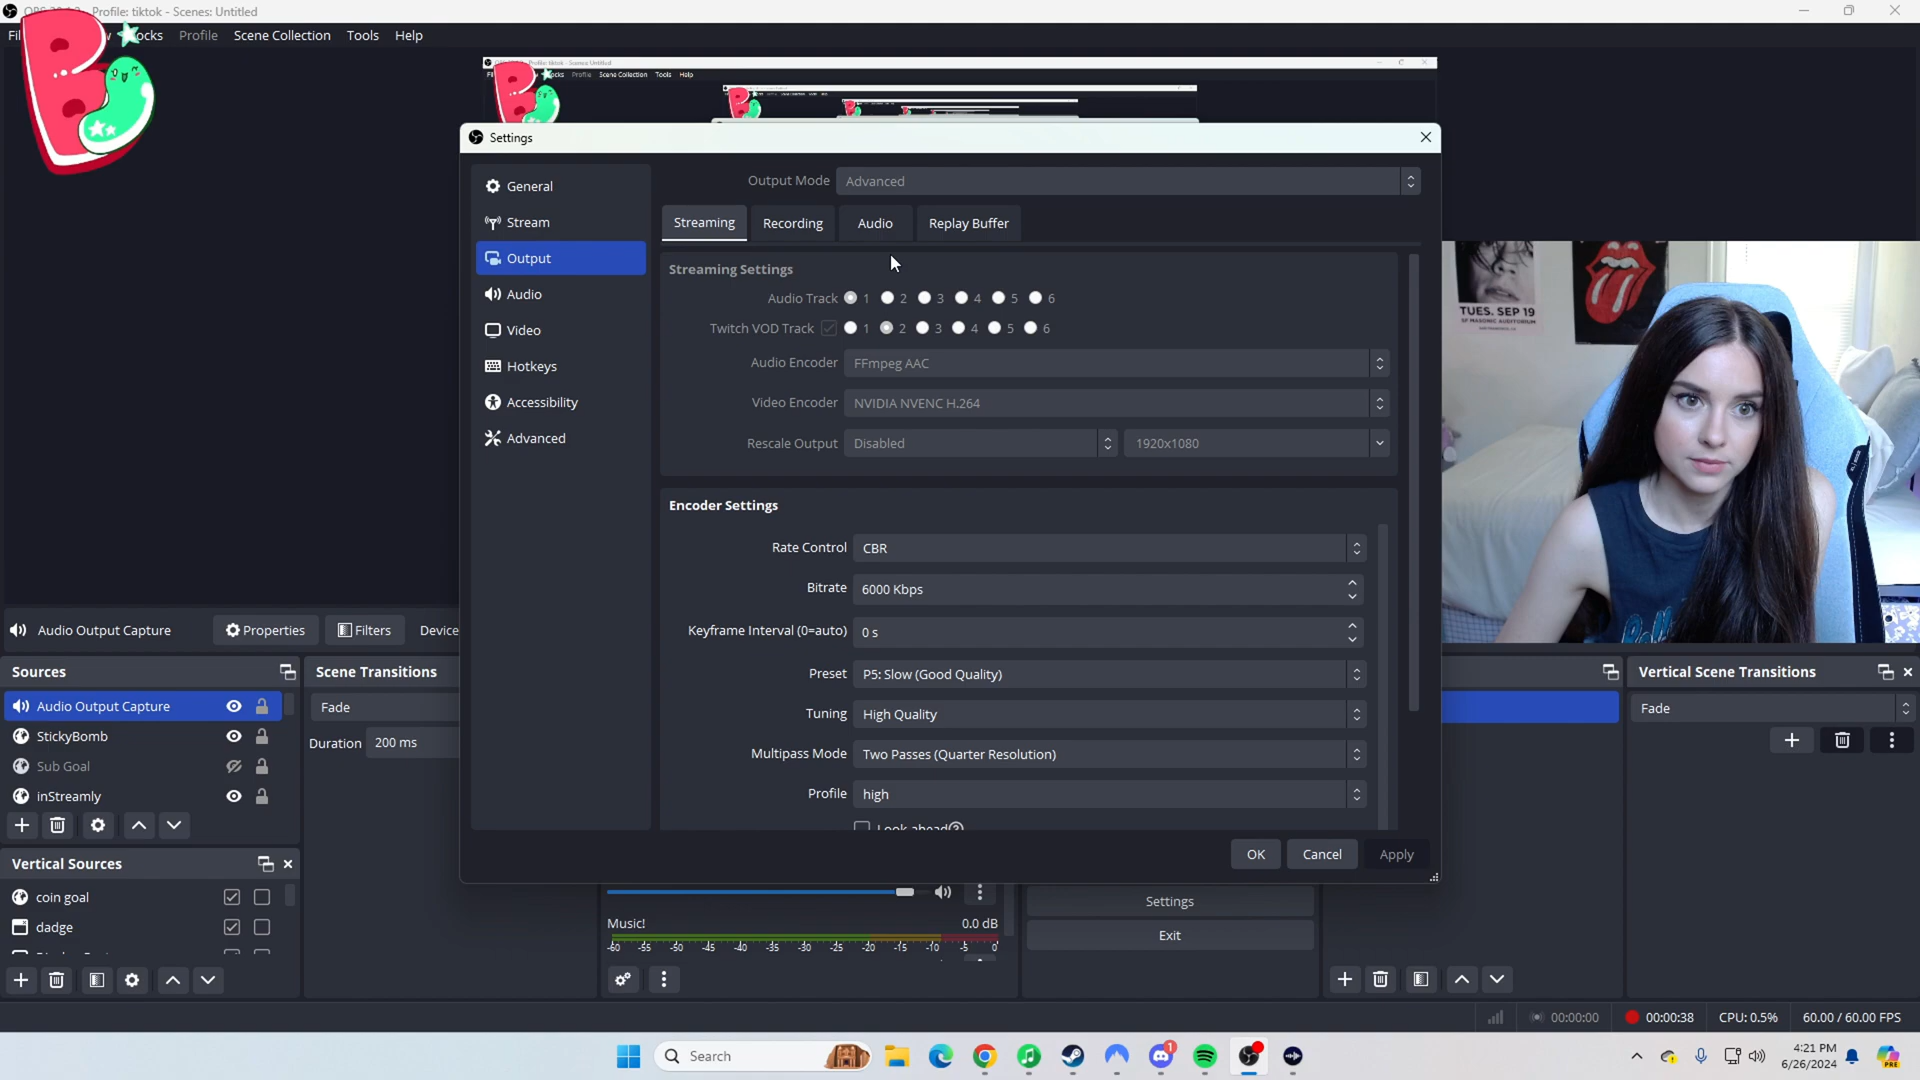 Profile: tiktok - Scenes: Untitled
Profile
Scene Collection
Tools
Help
Settings
General
Stream
Output
Audio
Video
Hotkeys
Accessibility
Advanced
Output Mode
Advanced
Streaming
Recording
Audio
Replay Buffer
Streaming Settings
Audio Track 1 2 3 4 5 6
Twitch VOD Track 1 2 3 4 5 6
Audio Encoder FFmpeg AAC
Video Encoder NVIDIA NVENC H.264
Rescale Output Disabled 1920x1080
Encoder Settings
Rate Control CBR
Bitrate 6000 Kbps
Keyframe Interval (0=auto) 0 s
Preset P5: Slow (Good Quality)
Tuning High Quality
Multipass Mode Two Passes (Quarter Resolution)
Profile high
Look-ahead
OK
Cancel
Apply
TUES. SEP 19
SF MASONIC AUDITORIUM
Audio Output Capture
Properties
Filters
Device
Sources
Audio Output Capture
StickyBomb
Sub Goal
inStreamly
Scene Transitions
Fade
Duration 200 ms
Vertical Sources
coin goal
dadge
Music! 0.0 dB
-60 -55 -50 -45 -40 -35 -30 -25 -20 -15 -10 -5 0
Settings
Exit
Vertical Scene Transitions
Fade
00:00:00
00:00:38
CPU: 0.5%
60.00 / 60.00 FPS
Search
1
4:21 PM
6/26/2024
PRE